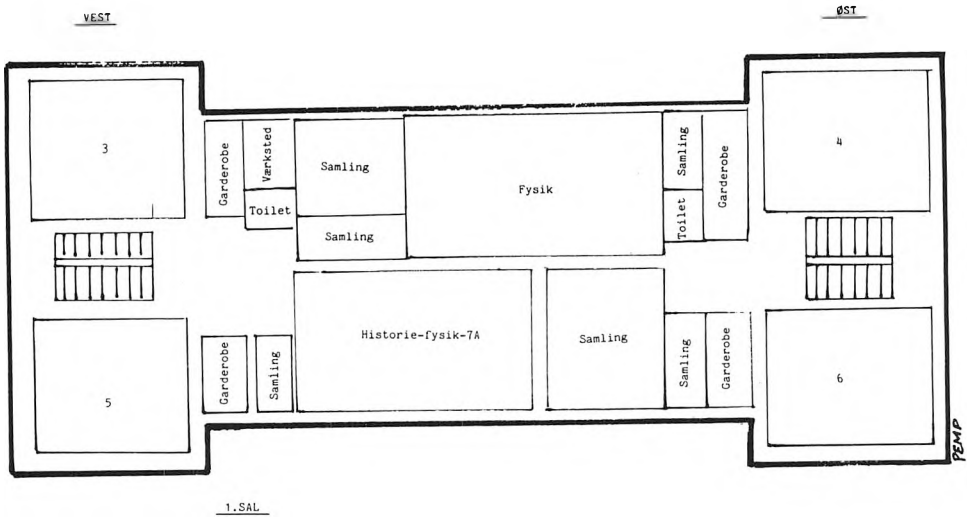 VEST
ØST
3
Garderobe
Værksted
Toilet
Samling
Samling
Fysik
Samling
Toilet
Garderobe
4
5
Garderobe
Samling
Historie-fysik-7A
Samling
Samling
Garderobe
6
PEMP
1.SAL